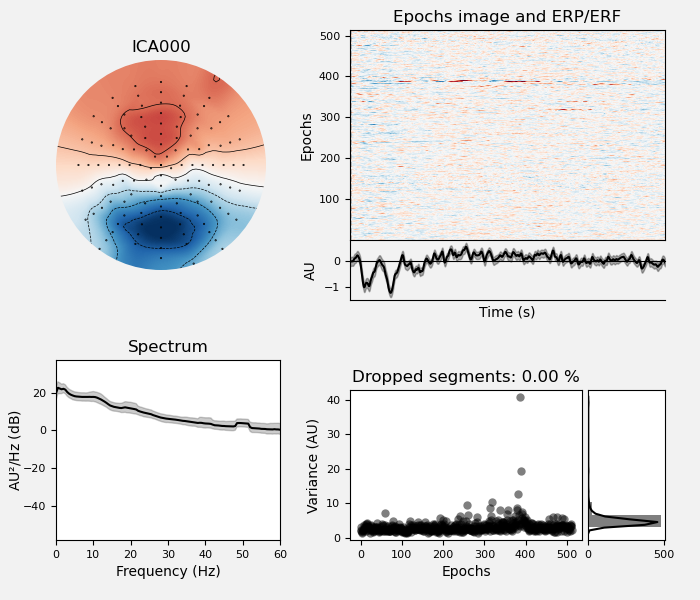 ICA000
Epochs image and ERP/ERF
500
400
300
200
100
Epochs
0
−1
AU
Time (s)
Spectrum
20
0
−20
−40
AU²/Hz (dB)
0 10 20 30 40 50 60
Frequency (Hz)
Dropped segments: 0.00 %
40
30
20
10
0
Variance (AU)
0 100 200 300 400 500
Epochs
0 500